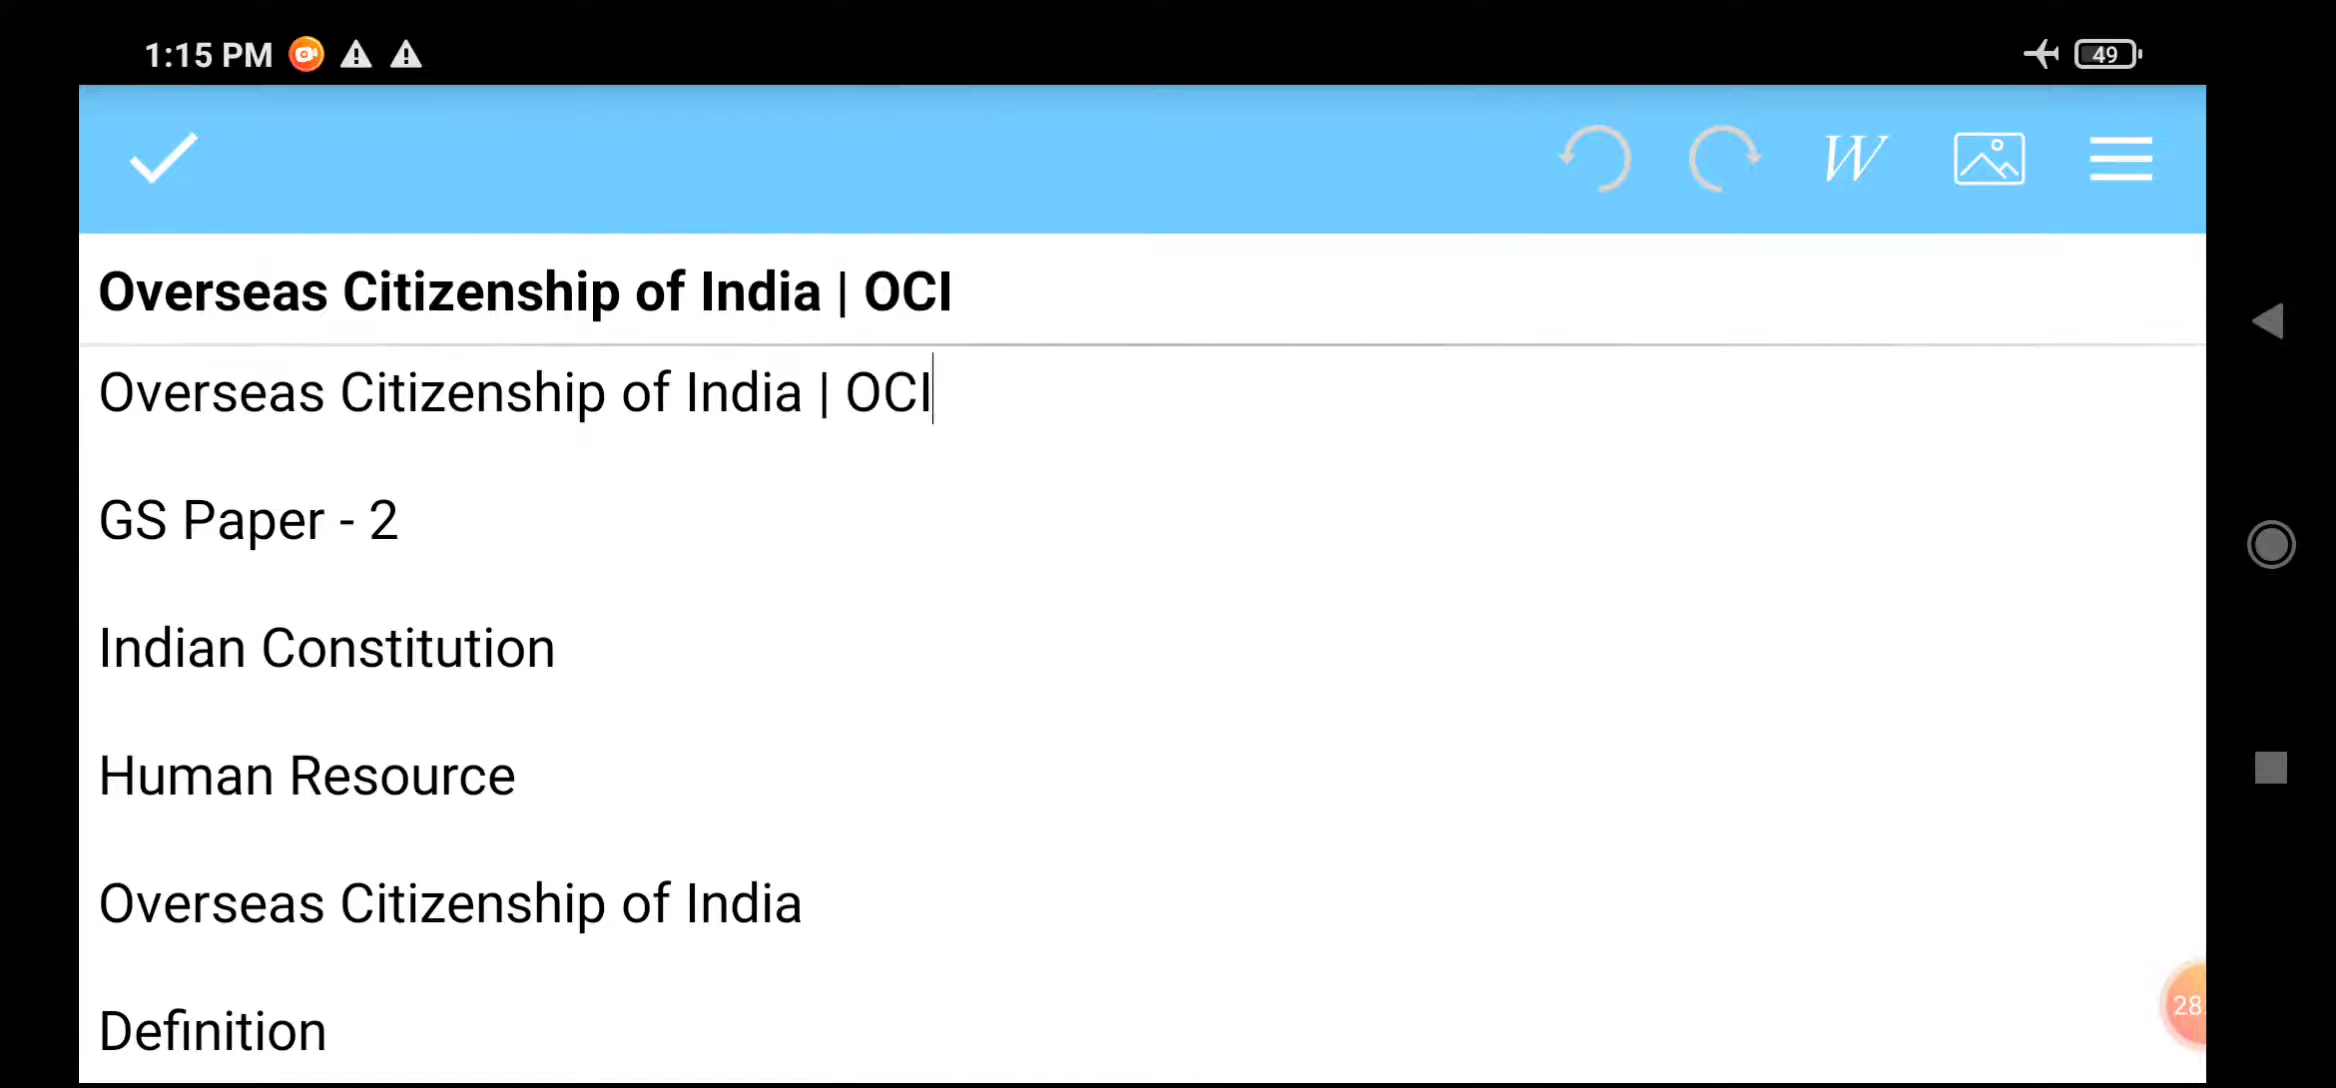 1:15 PM
49
W
Overseas Citizenship of India | OCI
Overseas Citizenship of India | OCI
GS Paper - 2
Indian Constitution
Human Resource
Overseas Citizenship of India
28
Definition